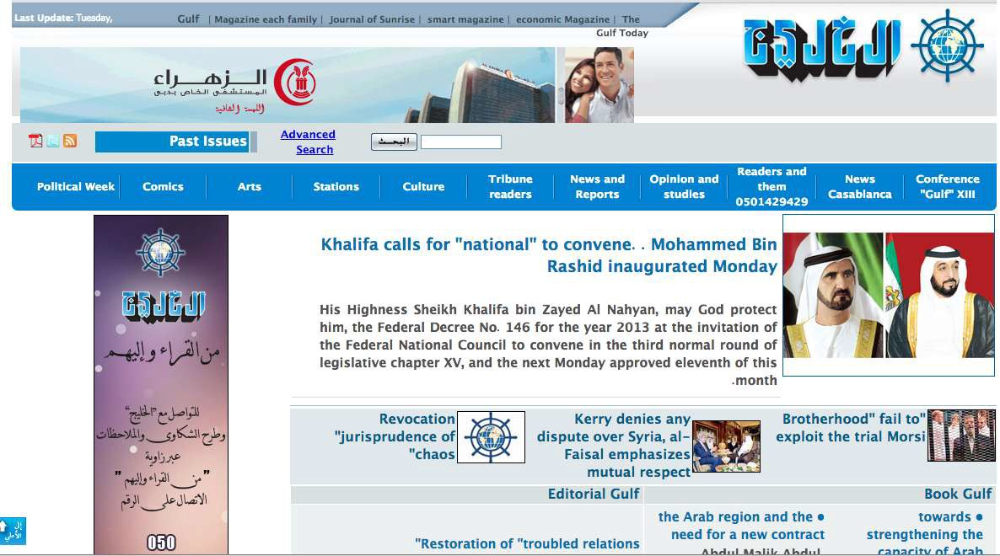 Last Update: Tuesday,
Gulf | Magazine each family | Journal of Sunrise | smart magazine | economic Magazine | The
Gulf Today
الخليج
الزهراء
المستشفى الخاص بدبي
اللمسة الشافية
Past Issues
Advanced
Search
البحث
Political Week
Comics
Arts
Stations
Culture
Tribune
readers
News and
Reports
Opinion and
studies
Readers and
them
0501429429
News
Casablanca
Conference
"Gulf" XIII
الخليج
من القراء وإليهم
للتواصل مع "الخليج"
وطرح الشكاوى والملاحظات
عبر زاوية
"من القراء وإليهم"
الاتصال على الرقم
050
Khalifa calls for "national" to convene. . Mohammed Bin
Rashid inaugurated Monday
His Highness Sheikh Khalifa bin Zayed Al Nahyan, may God protect
him, the Federal Decree No. 146 for the year 2013 at the invitation of
the Federal National Council to convene in the third normal round of
legislative chapter XV, and the next Monday approved eleventh of this
.month
Revocation
"jurisprudence of
"chaos
Kerry denies any
dispute over Syria, al-
Faisal emphasizes
mutual respect
Brotherhood" fail to"
exploit the trial Morsi
Editorial Gulf
Book Gulf
"Restoration of "troubled relations
the Arab region and the •
need for a new contract
Abdul Malik Abdul
towards •
strengthening the
capacity of Arab
إلى
الأعلى